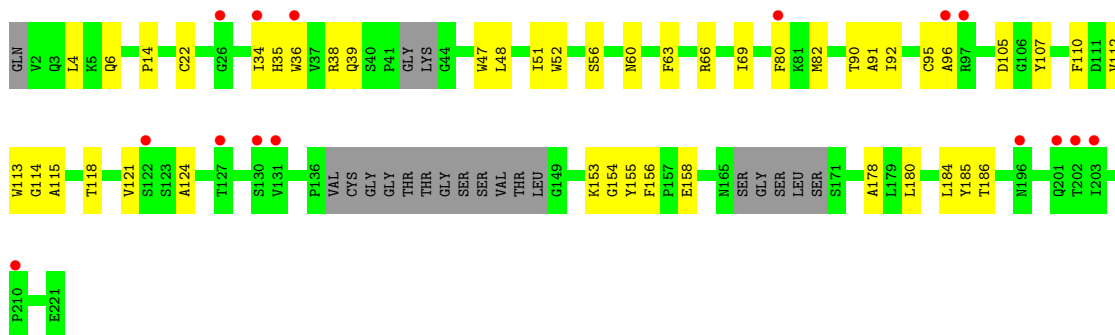 GLN V2 Q3 L4 K5 Q6 P14 C22 G26 I34 H35 W36 V37 R38 Q39 S40 P41 GLY LYS G44 W47 L48 I51 W52 S56 N60 F63 R66 I69 F80 K81 M82 T90 A91 I92 C95 A96 R97 D105 G106 Y107 F110 D111 V112
W113 G114 A115 T118 V121 S122 S123 A124 T127 S130 V131 P136 VAL CYS GLY GLY THR THR GLY SER SER VAL THR LEU G149 K153 G154 Y155 F156 P157 E158 N165 SER GLY SER LEU SER S171 A178 L179 L180 L184 Y185 T186 N196 Q201 T202 I203
P210 E221